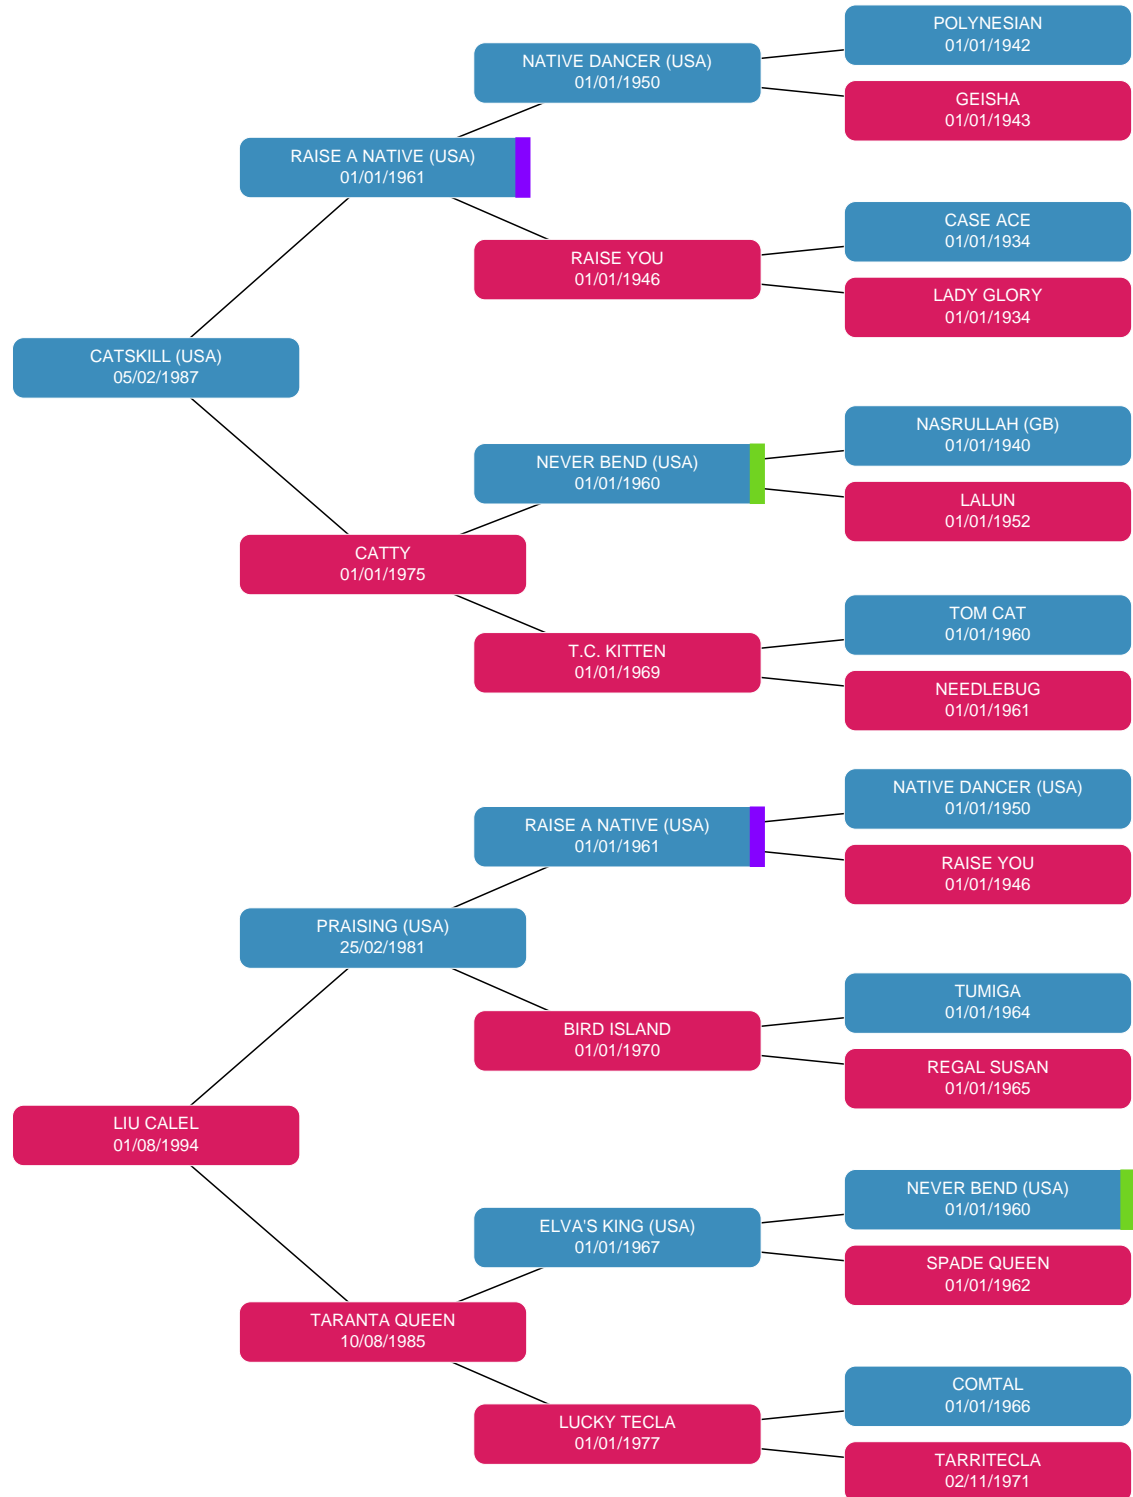 POLYNESIAN
01/01/1942
NATIVE DANCER (USA)
01/01/1950
GEISHA
01/01/1943
RAISE A NATIVE (USA)
01/01/1961
CASE ACE
01/01/1934
RAISE YOU
01/01/1946
LADY GLORY
01/01/1934
CATSKILL (USA)
05/02/1987
NASRULLAH (GB)
01/01/1940
NEVER BEND (USA)
01/01/1960
LALUN
01/01/1952
CATTY
01/01/1975
TOM CAT
01/01/1960
T.C. KITTEN
01/01/1969
NEEDLEBUG
01/01/1961
NATIVE DANCER (USA)
01/01/1950
RAISE A NATIVE (USA)
01/01/1961
RAISE YOU
01/01/1946
PRAISING (USA)
25/02/1981
TUMIGA
01/01/1964
BIRD ISLAND
01/01/1970
REGAL SUSAN
01/01/1965
LIU CALEL
01/08/1994
NEVER BEND (USA)
01/01/1960
ELVA'S KING (USA)
01/01/1967
SPADE QUEEN
01/01/1962
TARANTA QUEEN
10/08/1985
COMTAL
01/01/1966
LUCKY TECLA
01/01/1977
TARRITECLA
02/11/1971